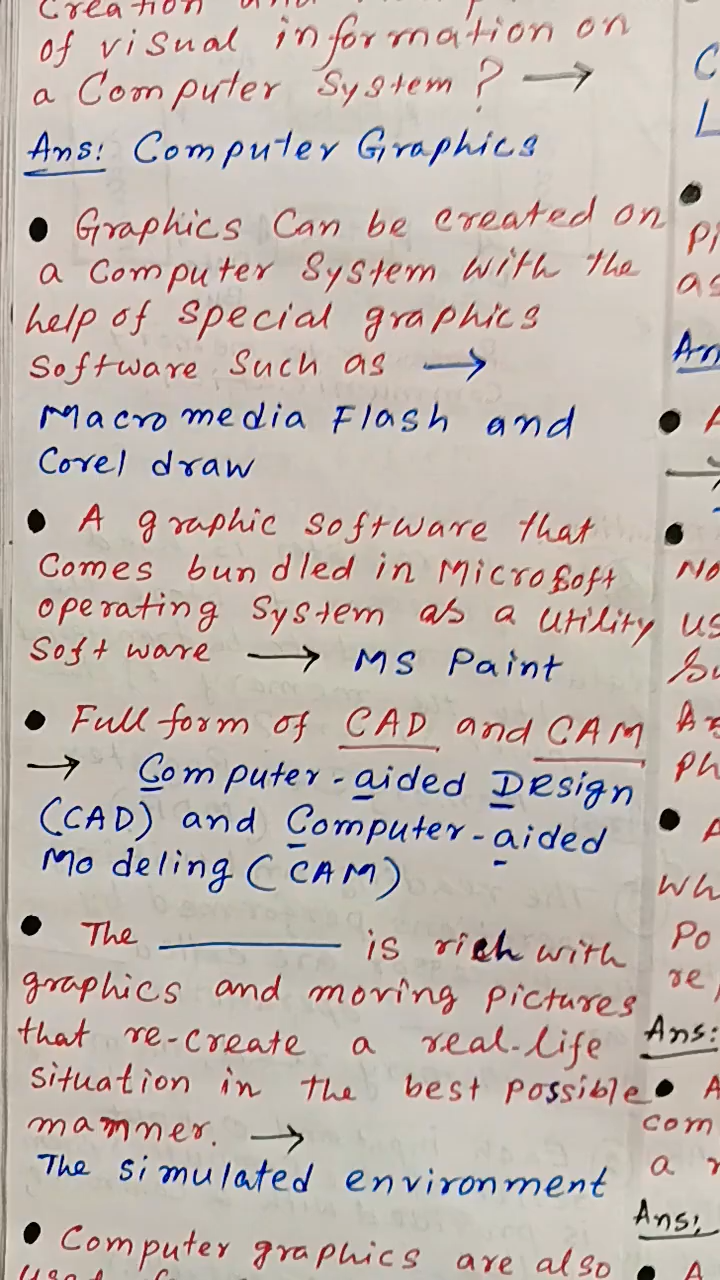 of visual information on
a Computer System? →
Ans: Computer Graphics
• Graphics Can be created on
a Computer System with the
help of special graphics
Software Such as →
Macromedia Flash and
Corel draw
• A graphic software that
Comes bundled in Microsoft
operating System as a utility
Software → MS Paint
• Full form of CAD and CAM
→ Computer-aided Design
(CAD) and Computer-aided
Modeling (CAM)
• The ________ is rich with
graphics and moving pictures
that re-create a real-life
situation in the best possible
manner. →
The simulated environment
• Computer graphics are also
Ans:
Ans: